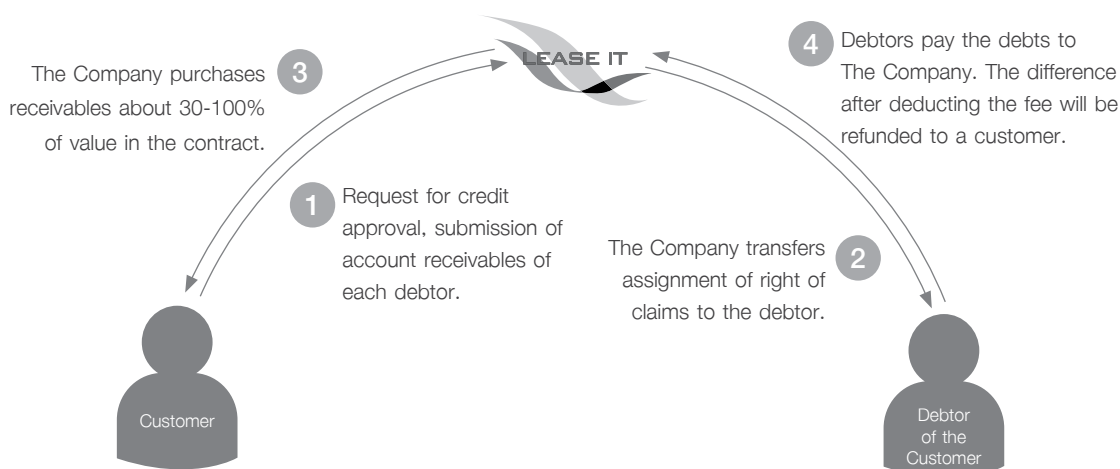 LEASE IT
3
The Company purchases
receivables about 30-100%
of value in the contract.
4
Debtors pay the debts to
The Company. The difference
after deducting the fee will be
refunded to a customer.
1
Request for credit
approval, submission of
account receivables of
each debtor.
2
The Company transfers
assignment of right of
claims to the debtor.
Customer
Debtor
of the
Customer